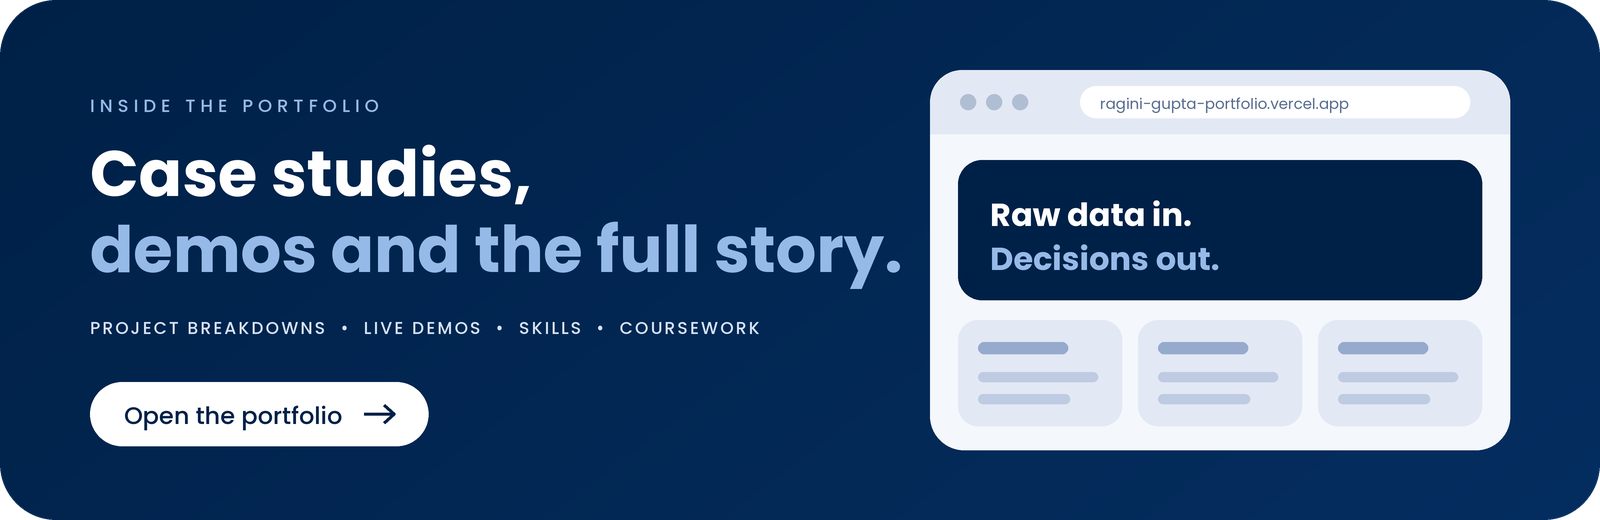 INSIDE THE PORTFOLIO
Case studies,
demos and the full story.
PROJECT BREAKDOWNS • LIVE DEMOS • SKILLS • COURSEWORK
Open the portfolio →
ragini-gupta-portfolio.vercel.app
Raw data in.
Decisions out.